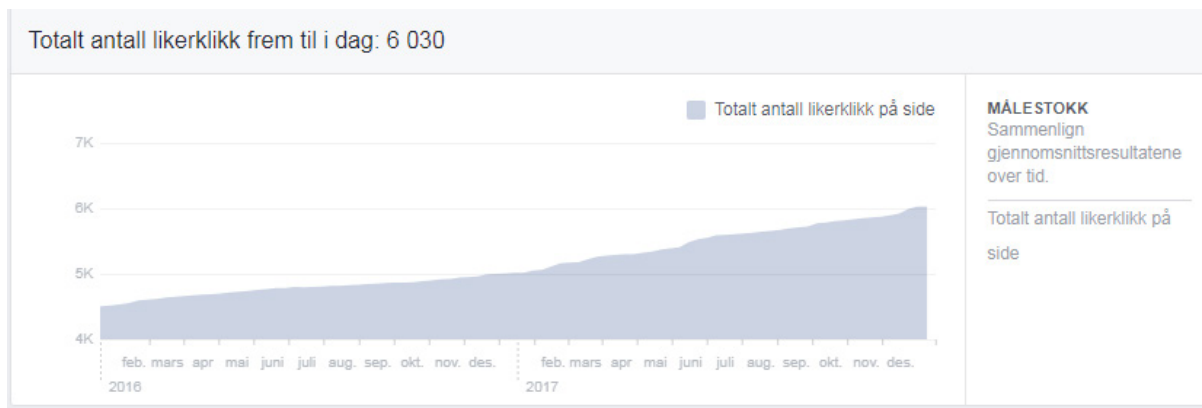 Totalt antall likerklikk frem til i dag: 6 030
Totalt antall likerklikk på side
7K
6K
5K
4K
feb. mars apr mai juni juli aug. sep. okt. nov. des. feb. mars apr mai juni juli aug. sep. okt. nov. des.
2016 2017
MÅLESTOKK
Sammenlign
gjennomsnittsresultatene
over tid.
Totalt antall likerklikk på
side